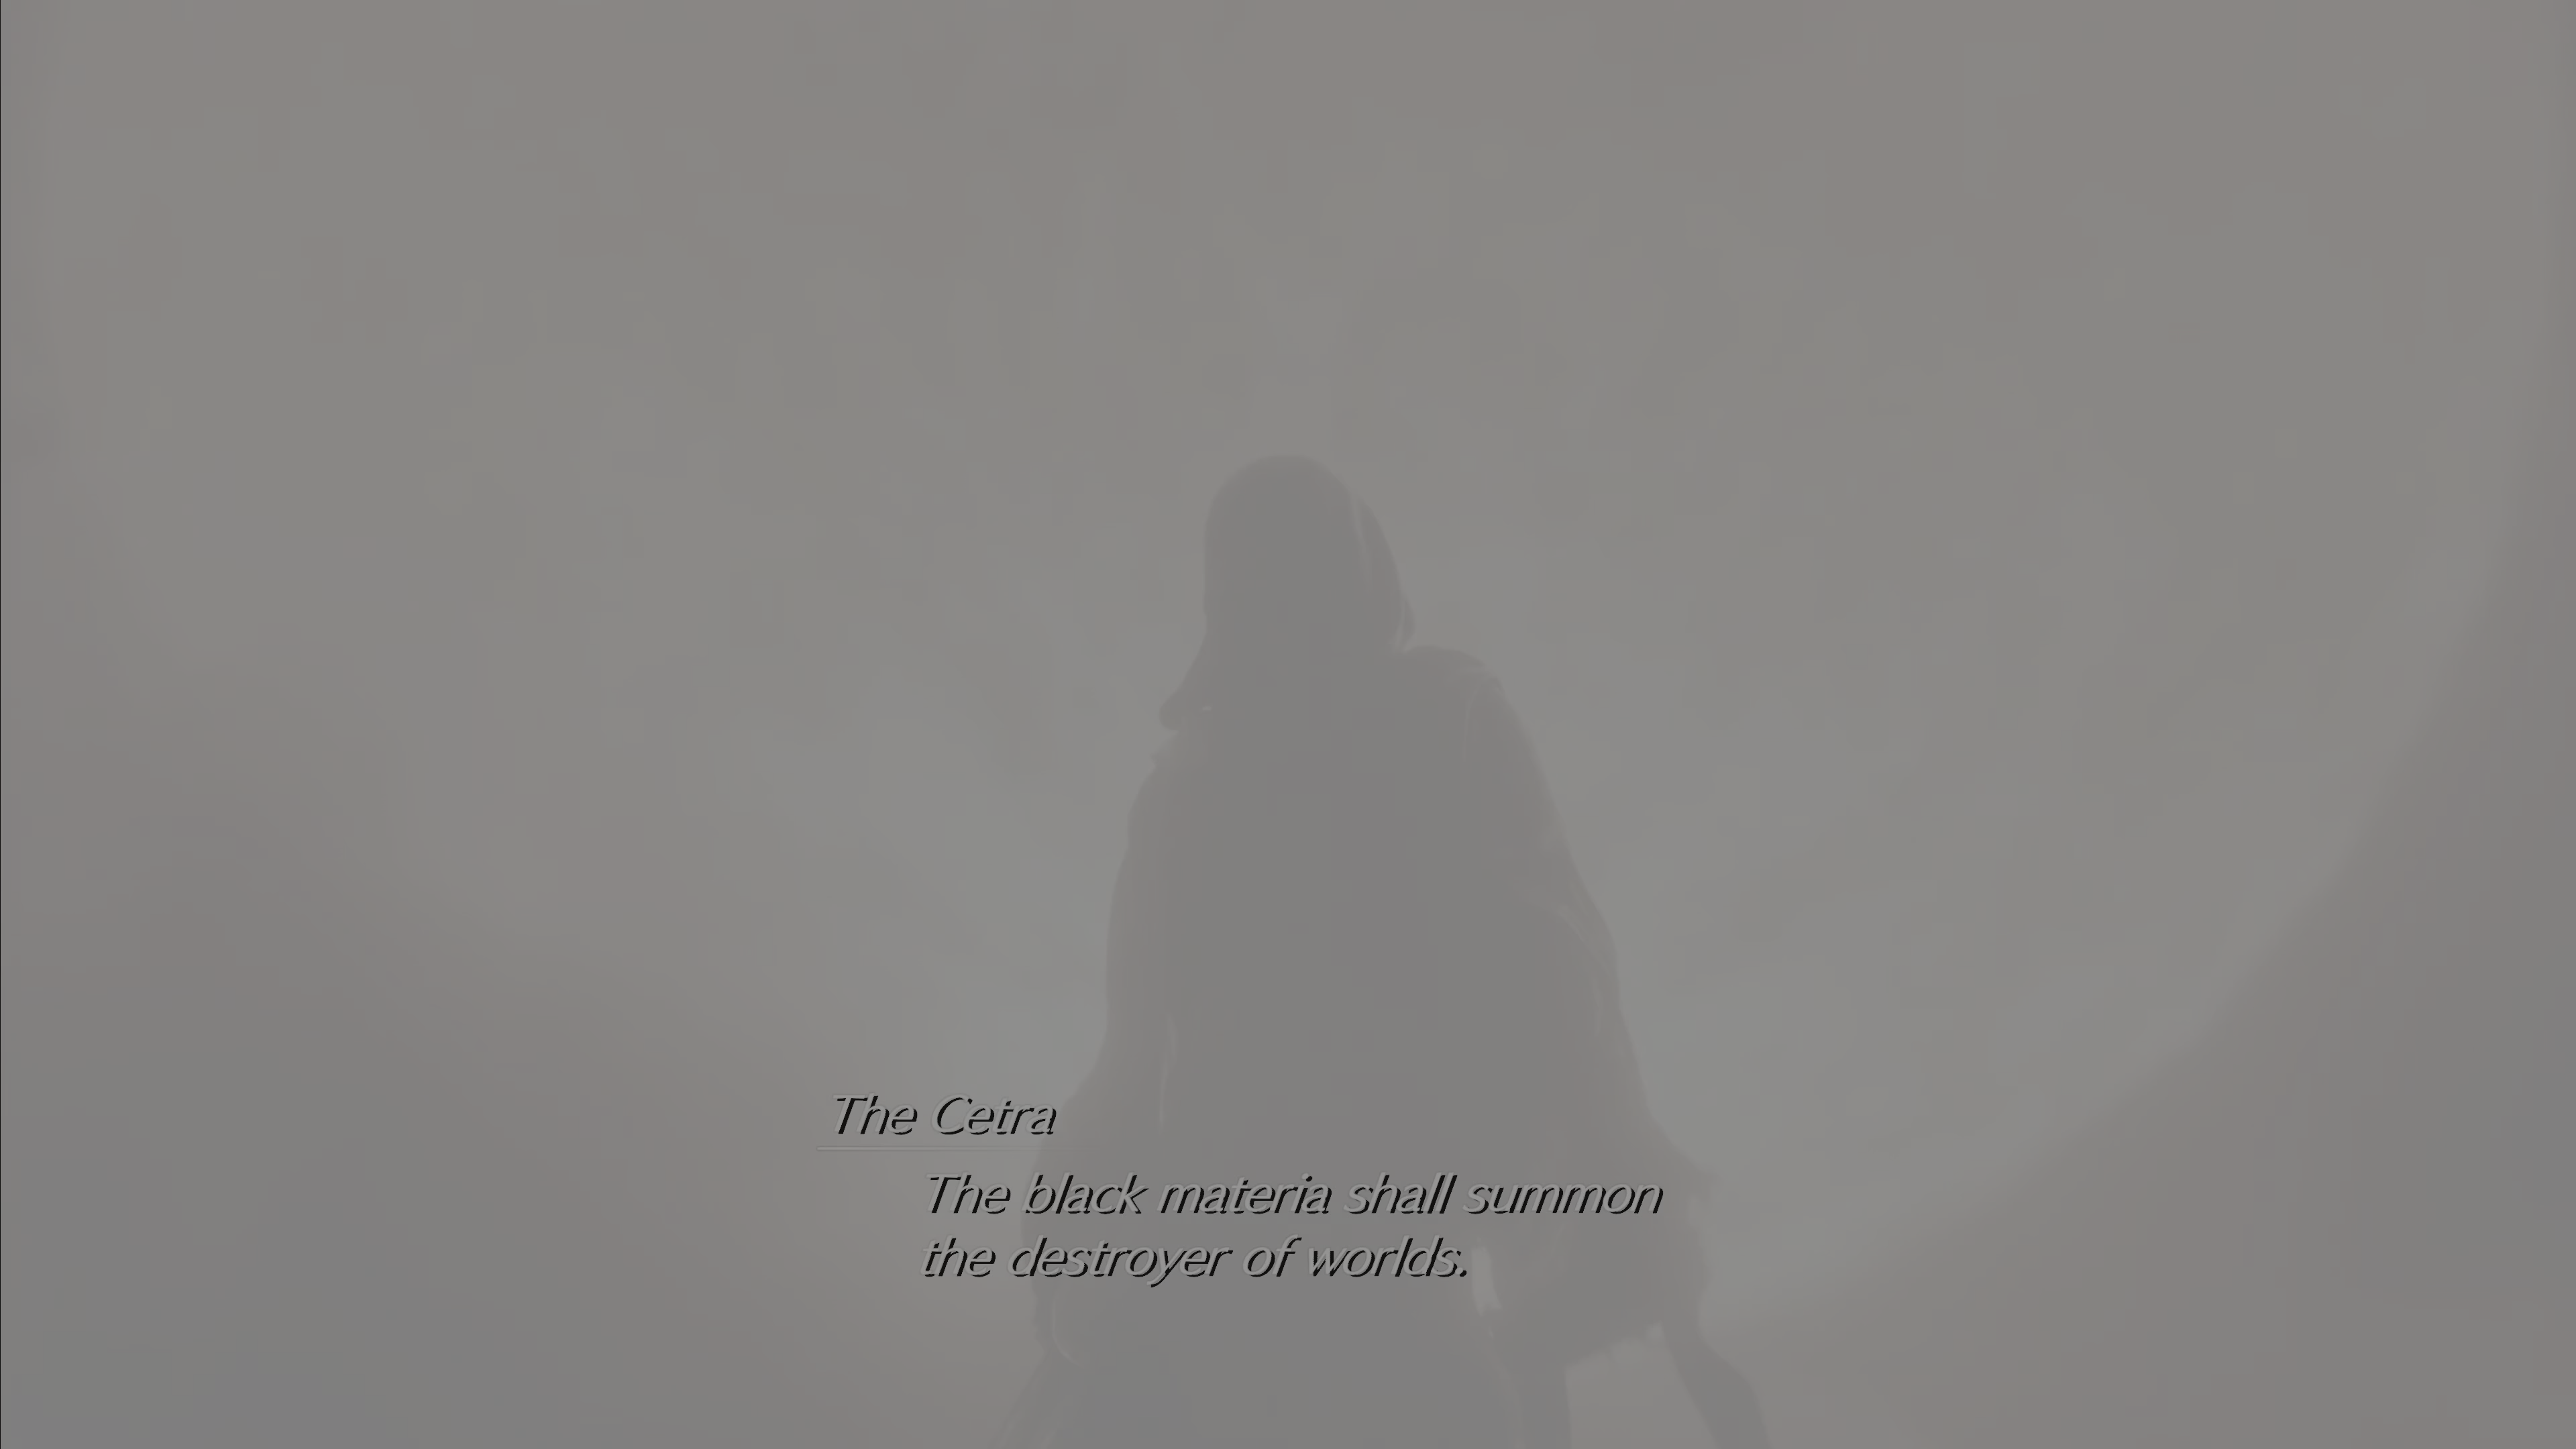 The Cetra
The black materia shall summon
the destroyer of worlds.